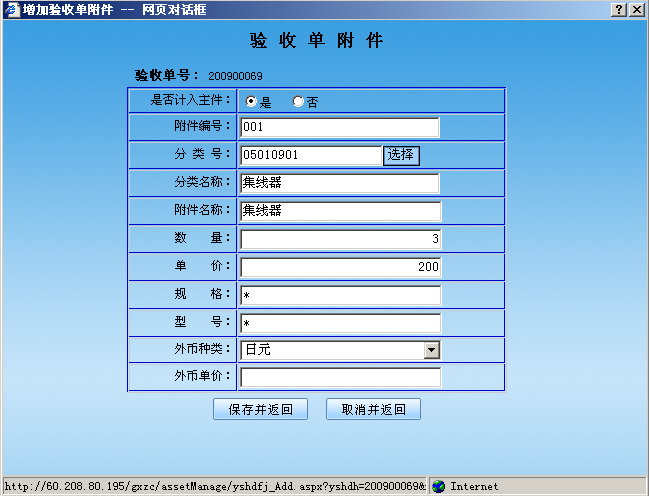 增加验收单附件 -- 网页对话框
验 收 单 附 件
验收单号： 200900069
是否计入主件： 是 否
附件编号： 001
分 类 号： 05010901 选择
分类名称： 集线器
附件名称： 集线器
数 量： 3
单 价： 200
规 格： *
型 号： *
外币种类： 日元
外币单价：
保存并返回 取消并返回
http://60.208.80.195/gxzc/assetManage/yshdfj_Add.aspx?yshdh=200900069& Internet